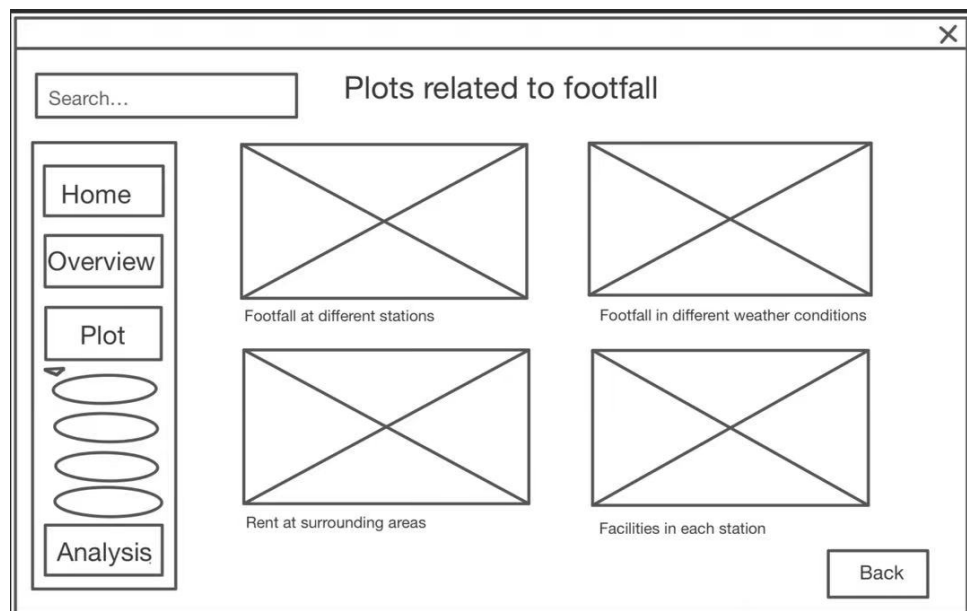 Search...
Plots related to footfall
Home
Overview
Plot
Analysis
Footfall at different stations
Footfall in different weather conditions
Rent at surrounding areas
Facilities in each station
Back